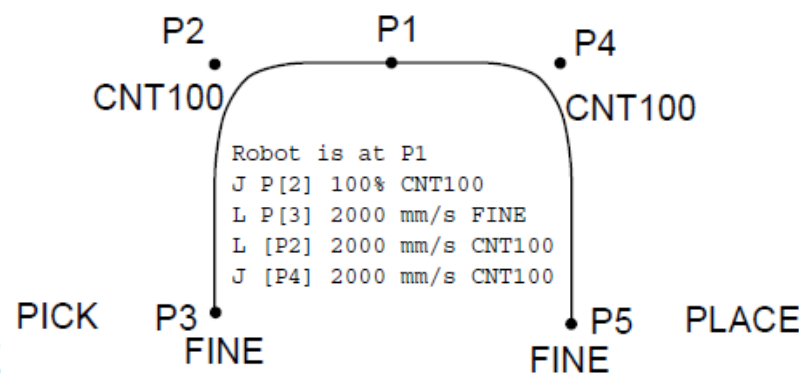 P2 P1 P4
CNT100 CNT100
Robot is at P1
J P[2] 100% CNT100
L P[3] 2000 mm/s FINE
L [P2] 2000 mm/s CNT100
J [P4] 2000 mm/s CNT100
PICK P3 P5 PLACE
FINE FINE